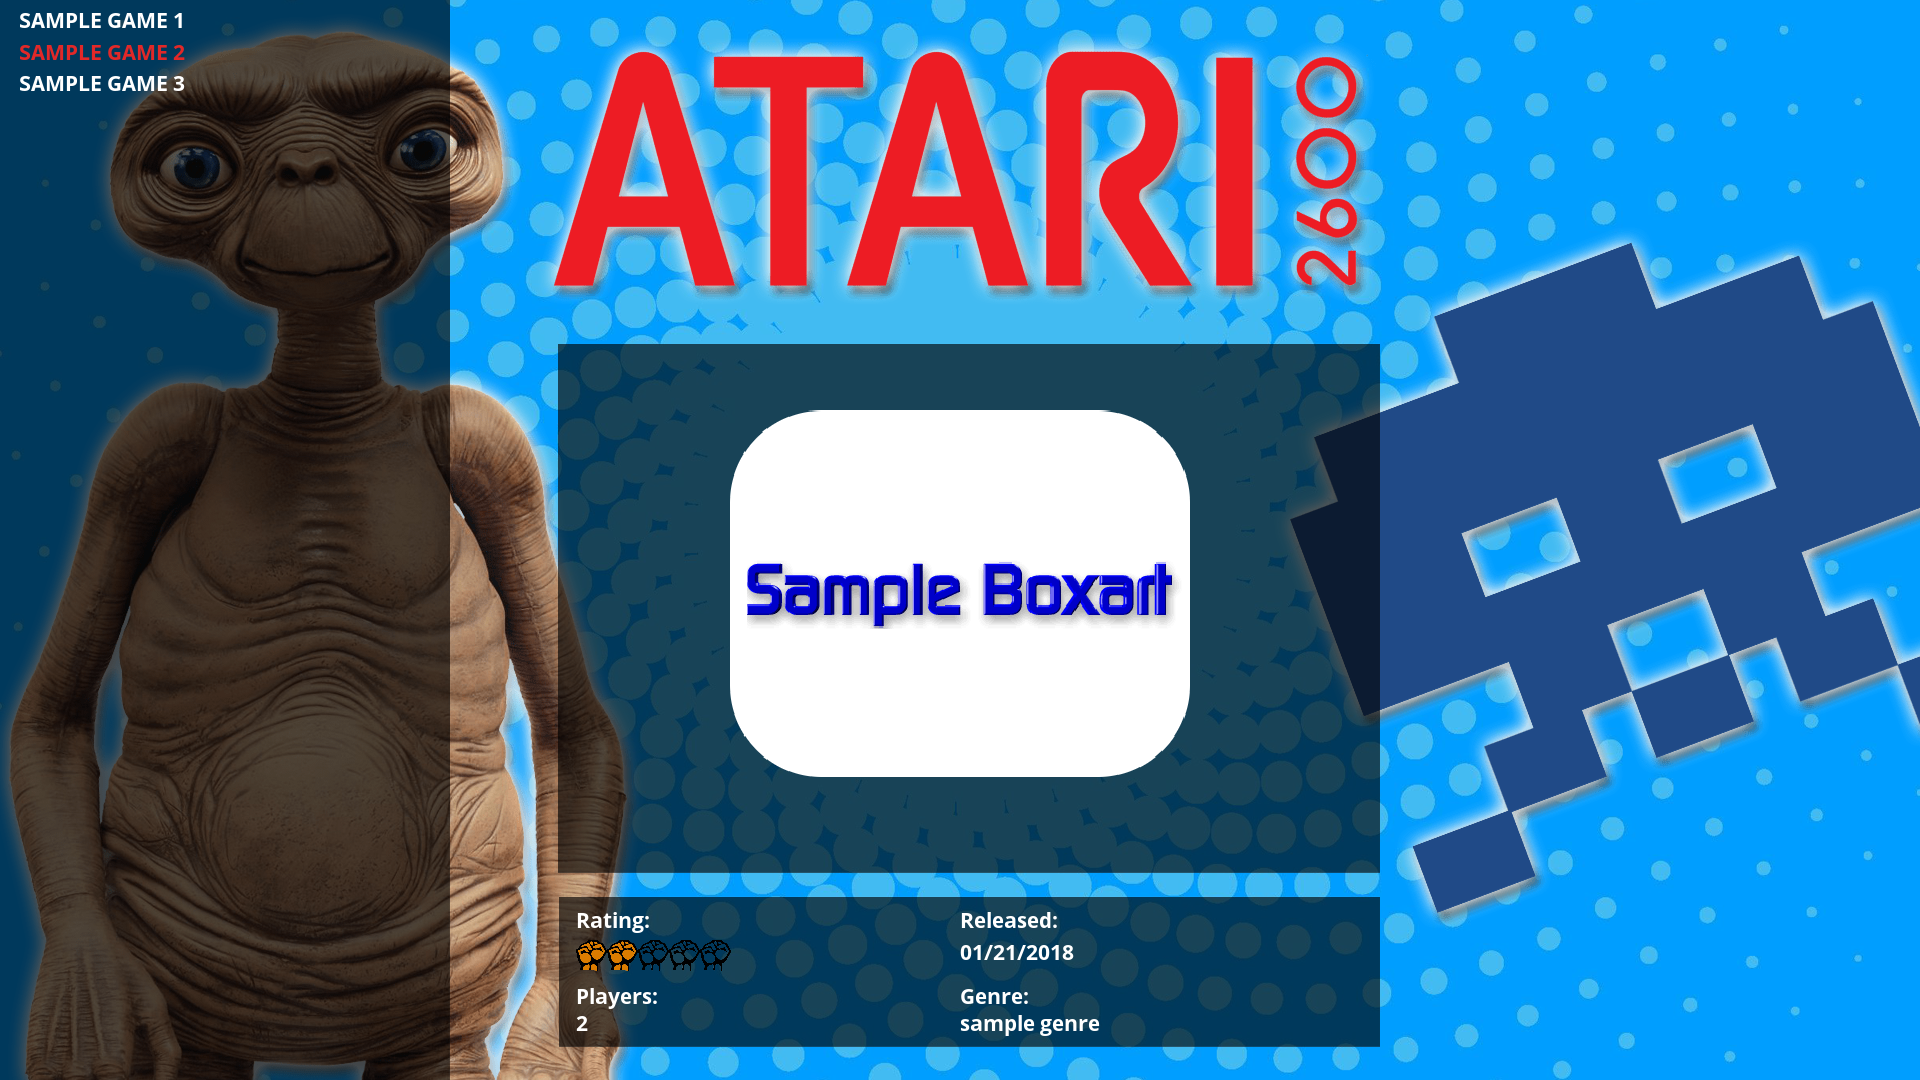 SAMPLE GAME 1
SAMPLE GAME 2
SAMPLE GAME 3
ATARI 2600
Sample Boxart
Rating:
Released:
01/21/2018
Players:
2
Genre:
sample genre